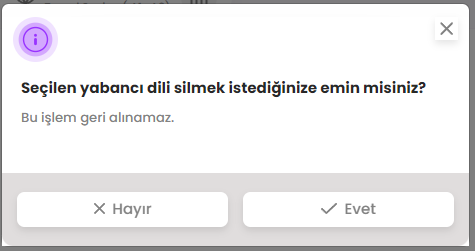 Seçilen yabancı dili silmek istediğinize emin misiniz?
Bu işlem geri alınamaz.
Hayır
Evet